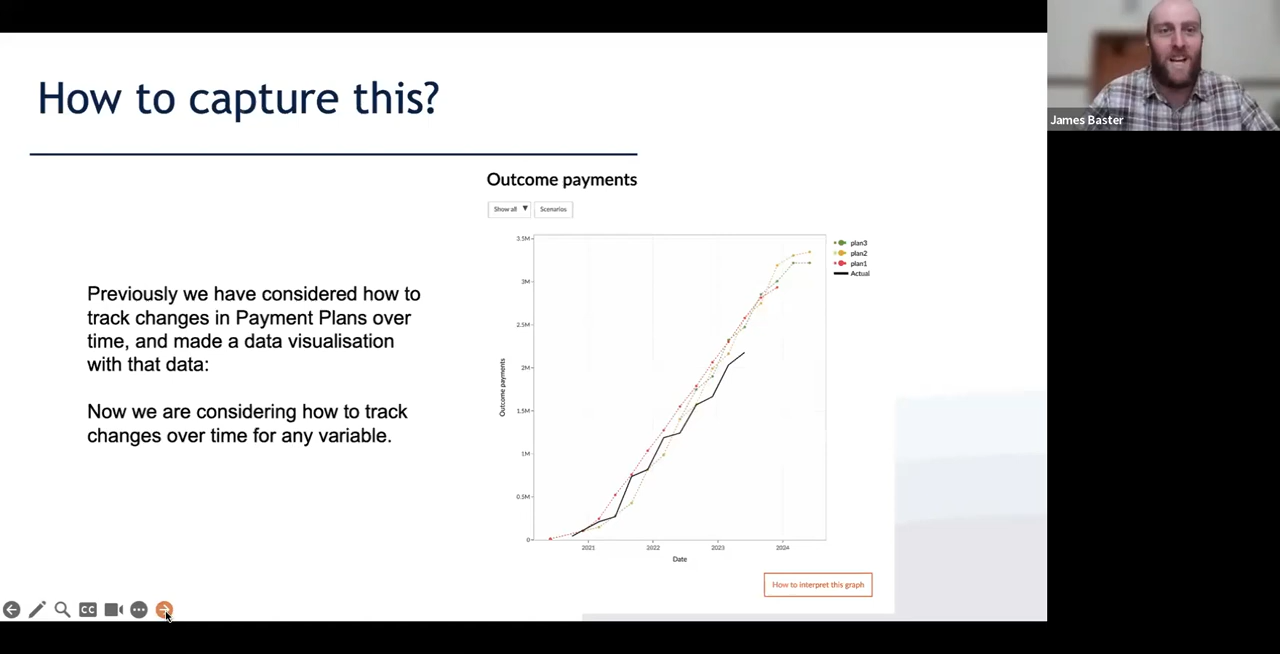 How to capture this?
James Baster
Outcome payments
Show all ▼ Scenarios
Previously we have considered how to
track changes in Payment Plans over
time, and made a data visualisation
with that data:
Now we are considering how to track
changes over time for any variable.
3.5M
3M
2.5M
2M
1.5M
1M
0.5M
0
Outcome payments
2021 2022 2023 2024
Date
plan3
plan2
plan1
Actual
How to interpret this graph
CC